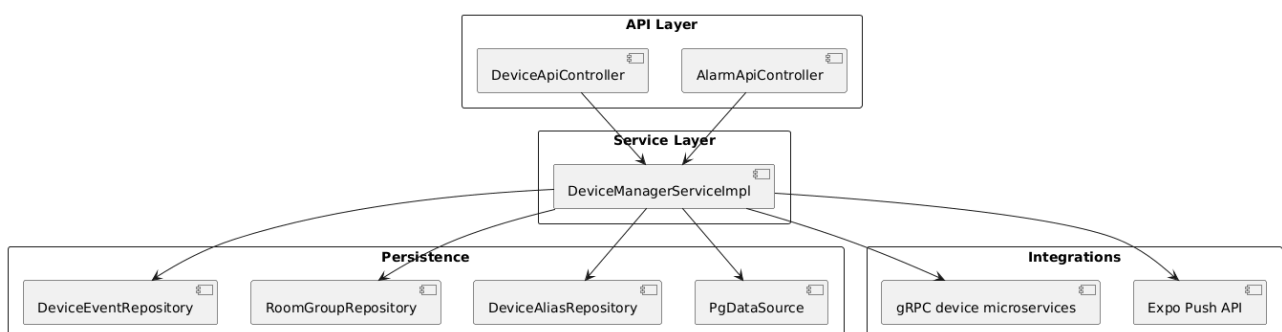 API Layer
DeviceApiController
AlarmApiController
Service Layer
DeviceManagerServiceImpl
Persistence
Integrations
DeviceEventRepository
RoomGroupRepository
DeviceAliasRepository
PgDataSource
gRPC device microservices
Expo Push API